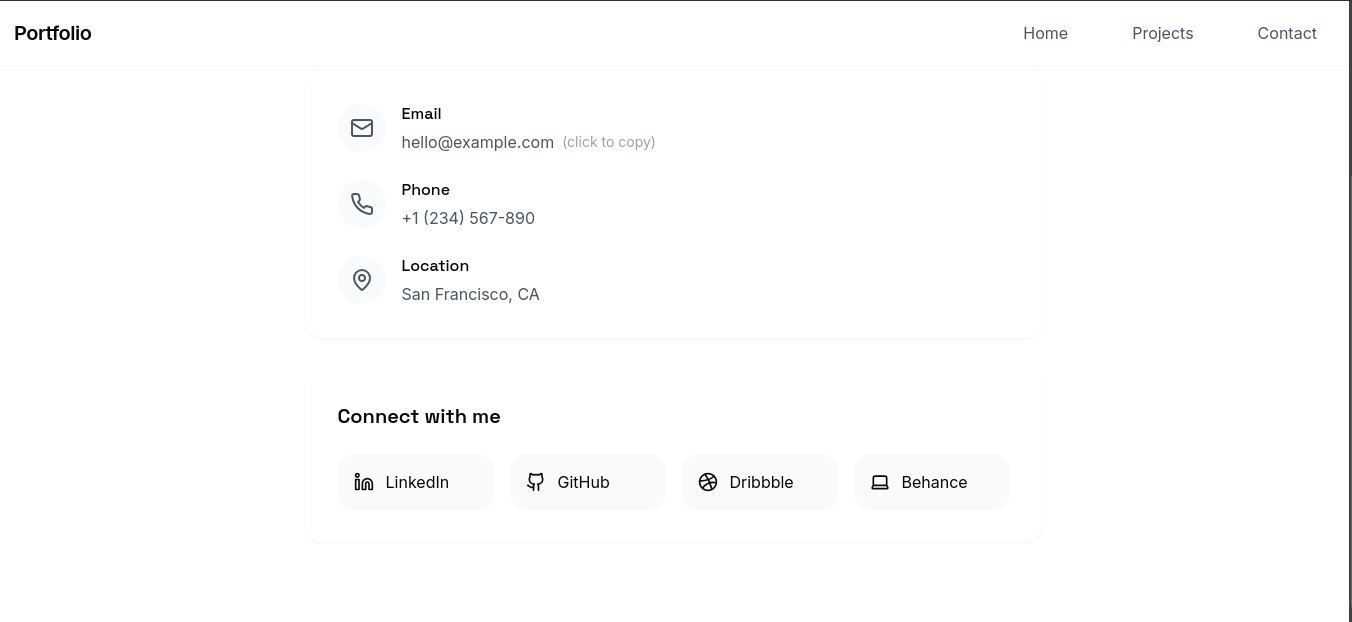 Portfolio
Home Projects Contact
Email
hello@example.com (click to copy)
Phone
+1 (234) 567-890
Location
San Francisco, CA
Connect with me
LinkedIn GitHub Dribbble Behance